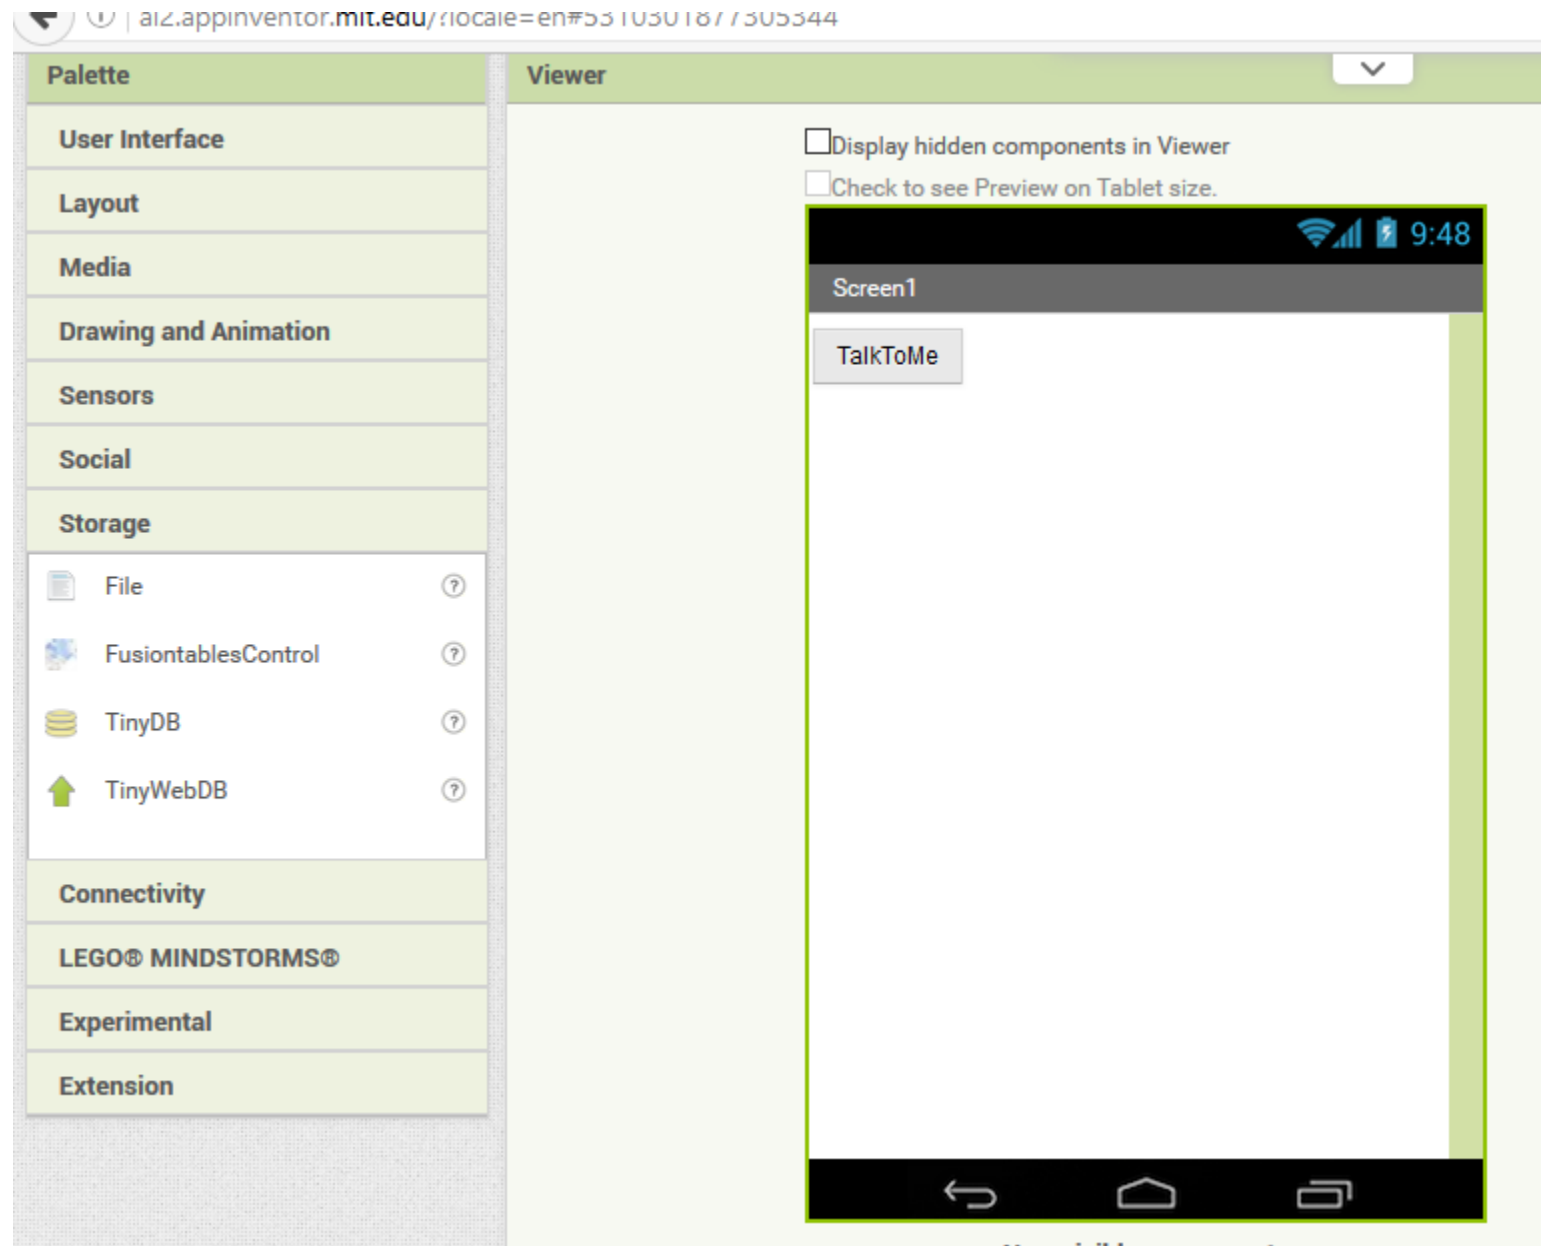 ai2.appinventor.mit.edu/?locale=en#5310301877305344
Palette
User Interface
Layout
Media
Drawing and Animation
Sensors
Social
Storage
File ?
FusiontablesControl ?
TinyDB ?
TinyWebDB ?
Connectivity
LEGO® MINDSTORMS®
Experimental
Extension
Viewer
Display hidden components in Viewer
Check to see Preview on Tablet size.
9:48
Screen1
TalkToMe